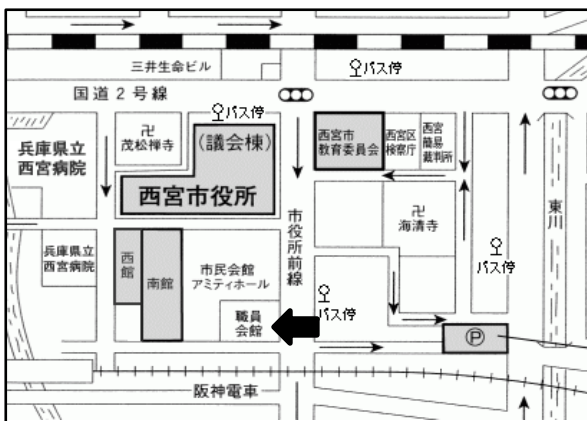 三井生命ビル
バス停
国道2号線
バス停
兵庫県立
西宮病院
卍
茂松禅寺
(議会棟)
西宮市役所
西宮市
教育委員会
西宮区
検察庁
西宮
簡易
裁判所
市役所前線
卍
海清寺
東川
バス停
兵庫県立
西宮病院
西館
南館
市民会館
アミティホール
職員
会館
バス停
P
阪神電車